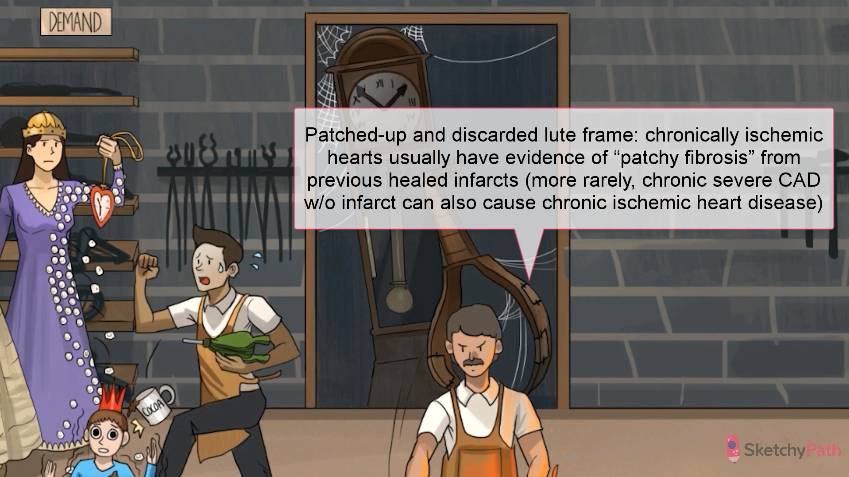 DEMAND
Patched-up and discarded lute frame: chronically ischemic
hearts usually have evidence of “patchy fibrosis” from
previous healed infarcts (more rarely, chronic severe CAD
w/o infarct can also cause chronic ischemic heart disease)
COCOA
SketchyPath